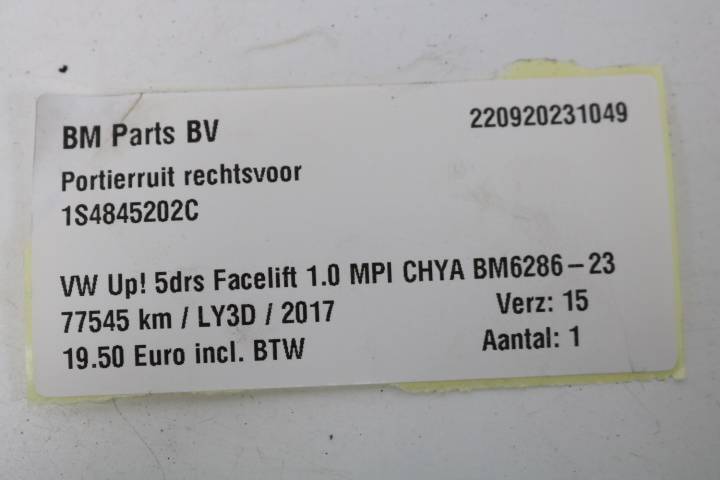 BM Parts BV 220920231049
Portierruit rechtsvoor
1S4845202C
VW Up! 5drs Facelift 1.0 MPI CHYA BM6286-23
77545 km / LY3D / 2017 Verz: 15
19.50 Euro incl. BTW Aantal: 1